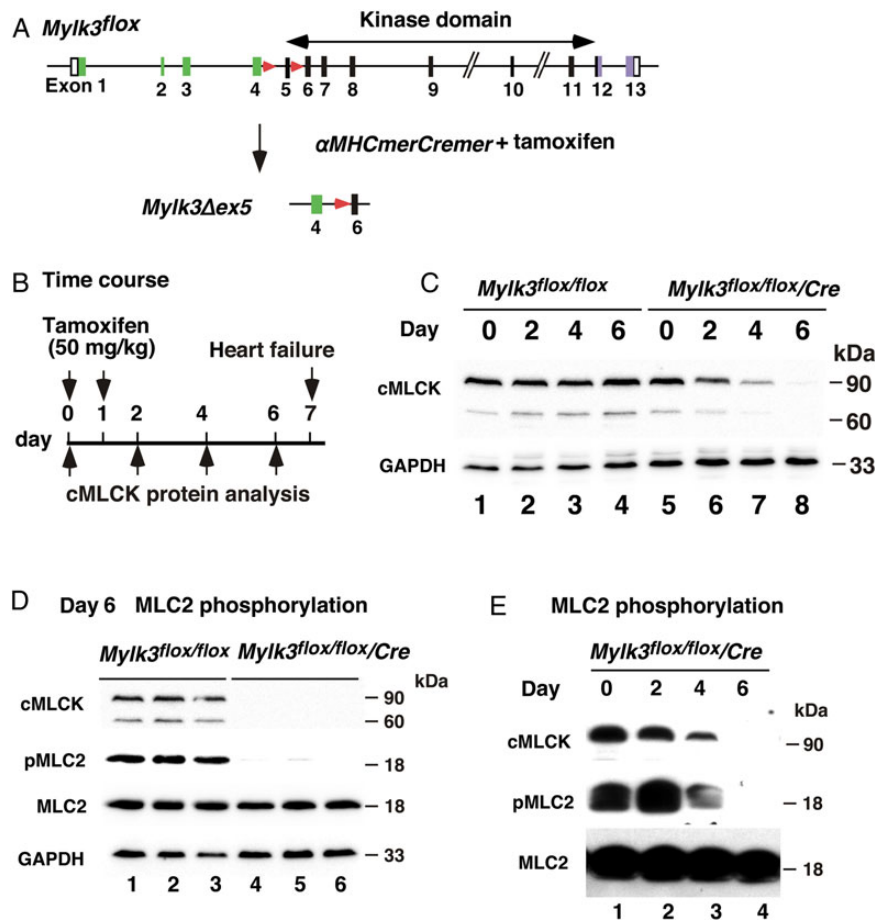 A
Mylk3flox
Kinase domain
Exon 1 2 3 4 5 6 7 8 9 10 11 12 13
αMHCmerCremer + tamoxifen
Mylk3Δex5
4 6
B Time course
Tamoxifen
(50 mg/kg)
Heart failure
0 1 2 4 6 7
day
cMLCK protein analysis
C
Mylk3flox/flox Mylk3flox/flox/Cre
Day 0 2 4 6 0 2 4 6
kDa
cMLCK
90
60
GAPDH
33
1 2 3 4 5 6 7 8
D Day 6 MLC2 phosphorylation
Mylk3flox/flox Mylk3flox/flox/Cre
kDa
cMLCK
90
60
pMLC2
18
MLC2
18
GAPDH
33
1 2 3 4 5 6
E MLC2 phosphorylation
Mylk3flox/flox/Cre
Day 0 2 4 6
kDa
cMLCK
90
pMLC2
18
MLC2
18
1 2 3 4